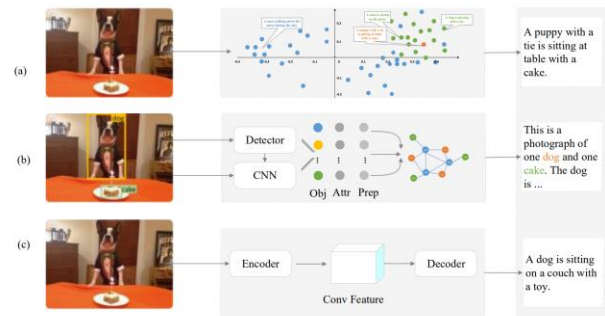 (a)
A puppy with a
tie is sitting at
table with a
cake.
(b)
dog
cake
Detector
CNN
Obj Attr Prep
This is a
photograph of
one dog and one
cake. The dog
is ...
(c)
Encoder
Decoder
Conv Feature
A dog is sitting
on a couch with
a toy.